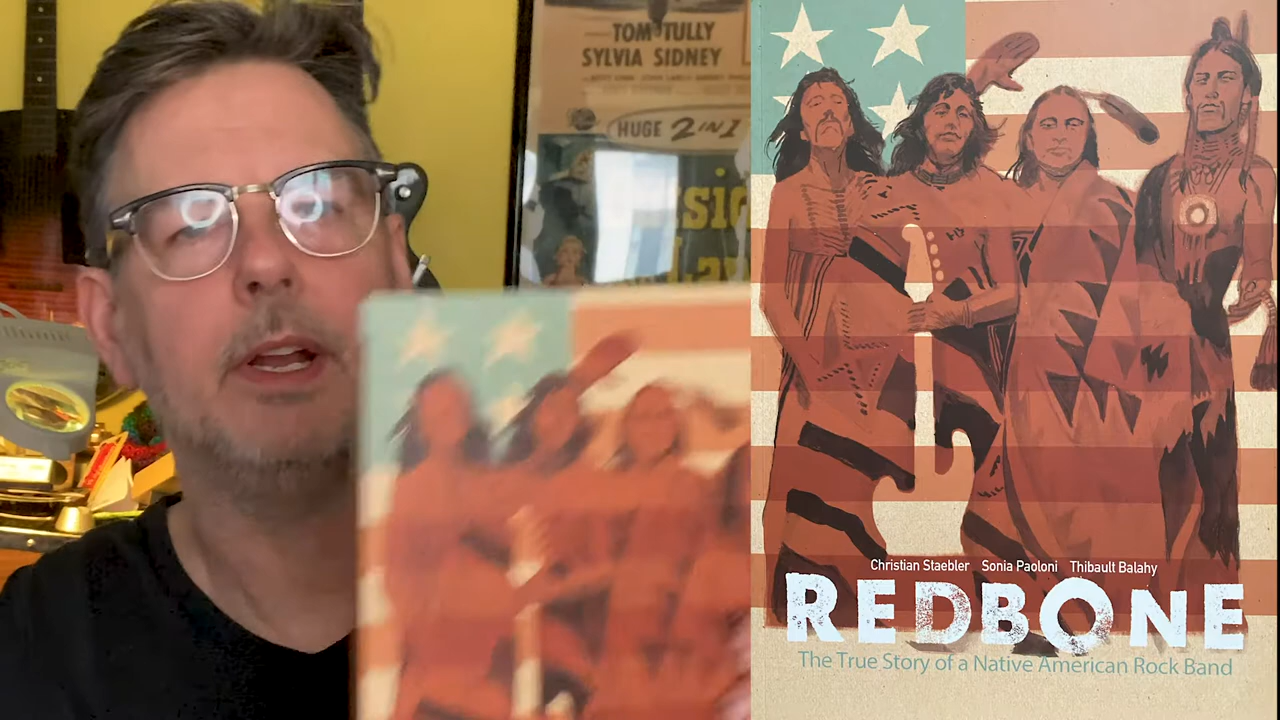 TOM TULLY
SYLVIA SIDNEY
HUGE 2 IN 1
Christian Staebler Sonia Paoloni Thibault Balahy
REDBONE
The True Story of a Native American Rock Band